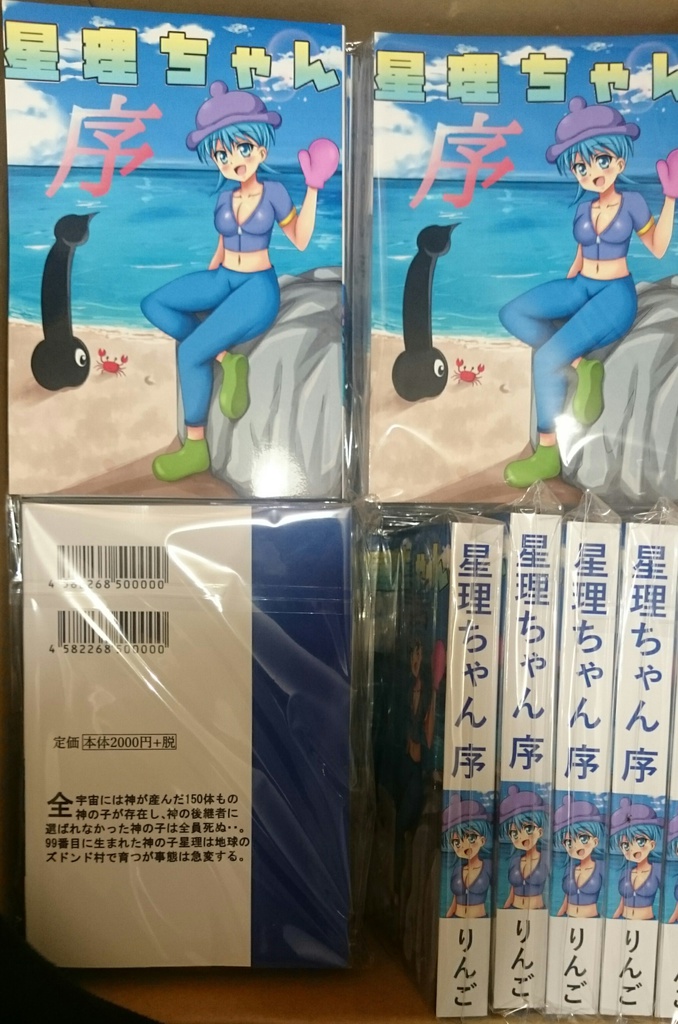 星理ちゃん
序
星理ちゃん
序
4 582268 500000
4 582268 500000
定価 本体2000円+脱
全宇宙には神が産んだ150体もの
神の子が存在し、神の後継者に
選ばれなかった神の子は全員死ぬ・・。
99番目に生まれた神の子星理は地球の
ズドンド村で育つが事態は急変する。
星理ちゃん 序 りんご
星理ちゃん 序 りんご
星理ちゃん 序 りんご
星理ちゃん 序 りんご